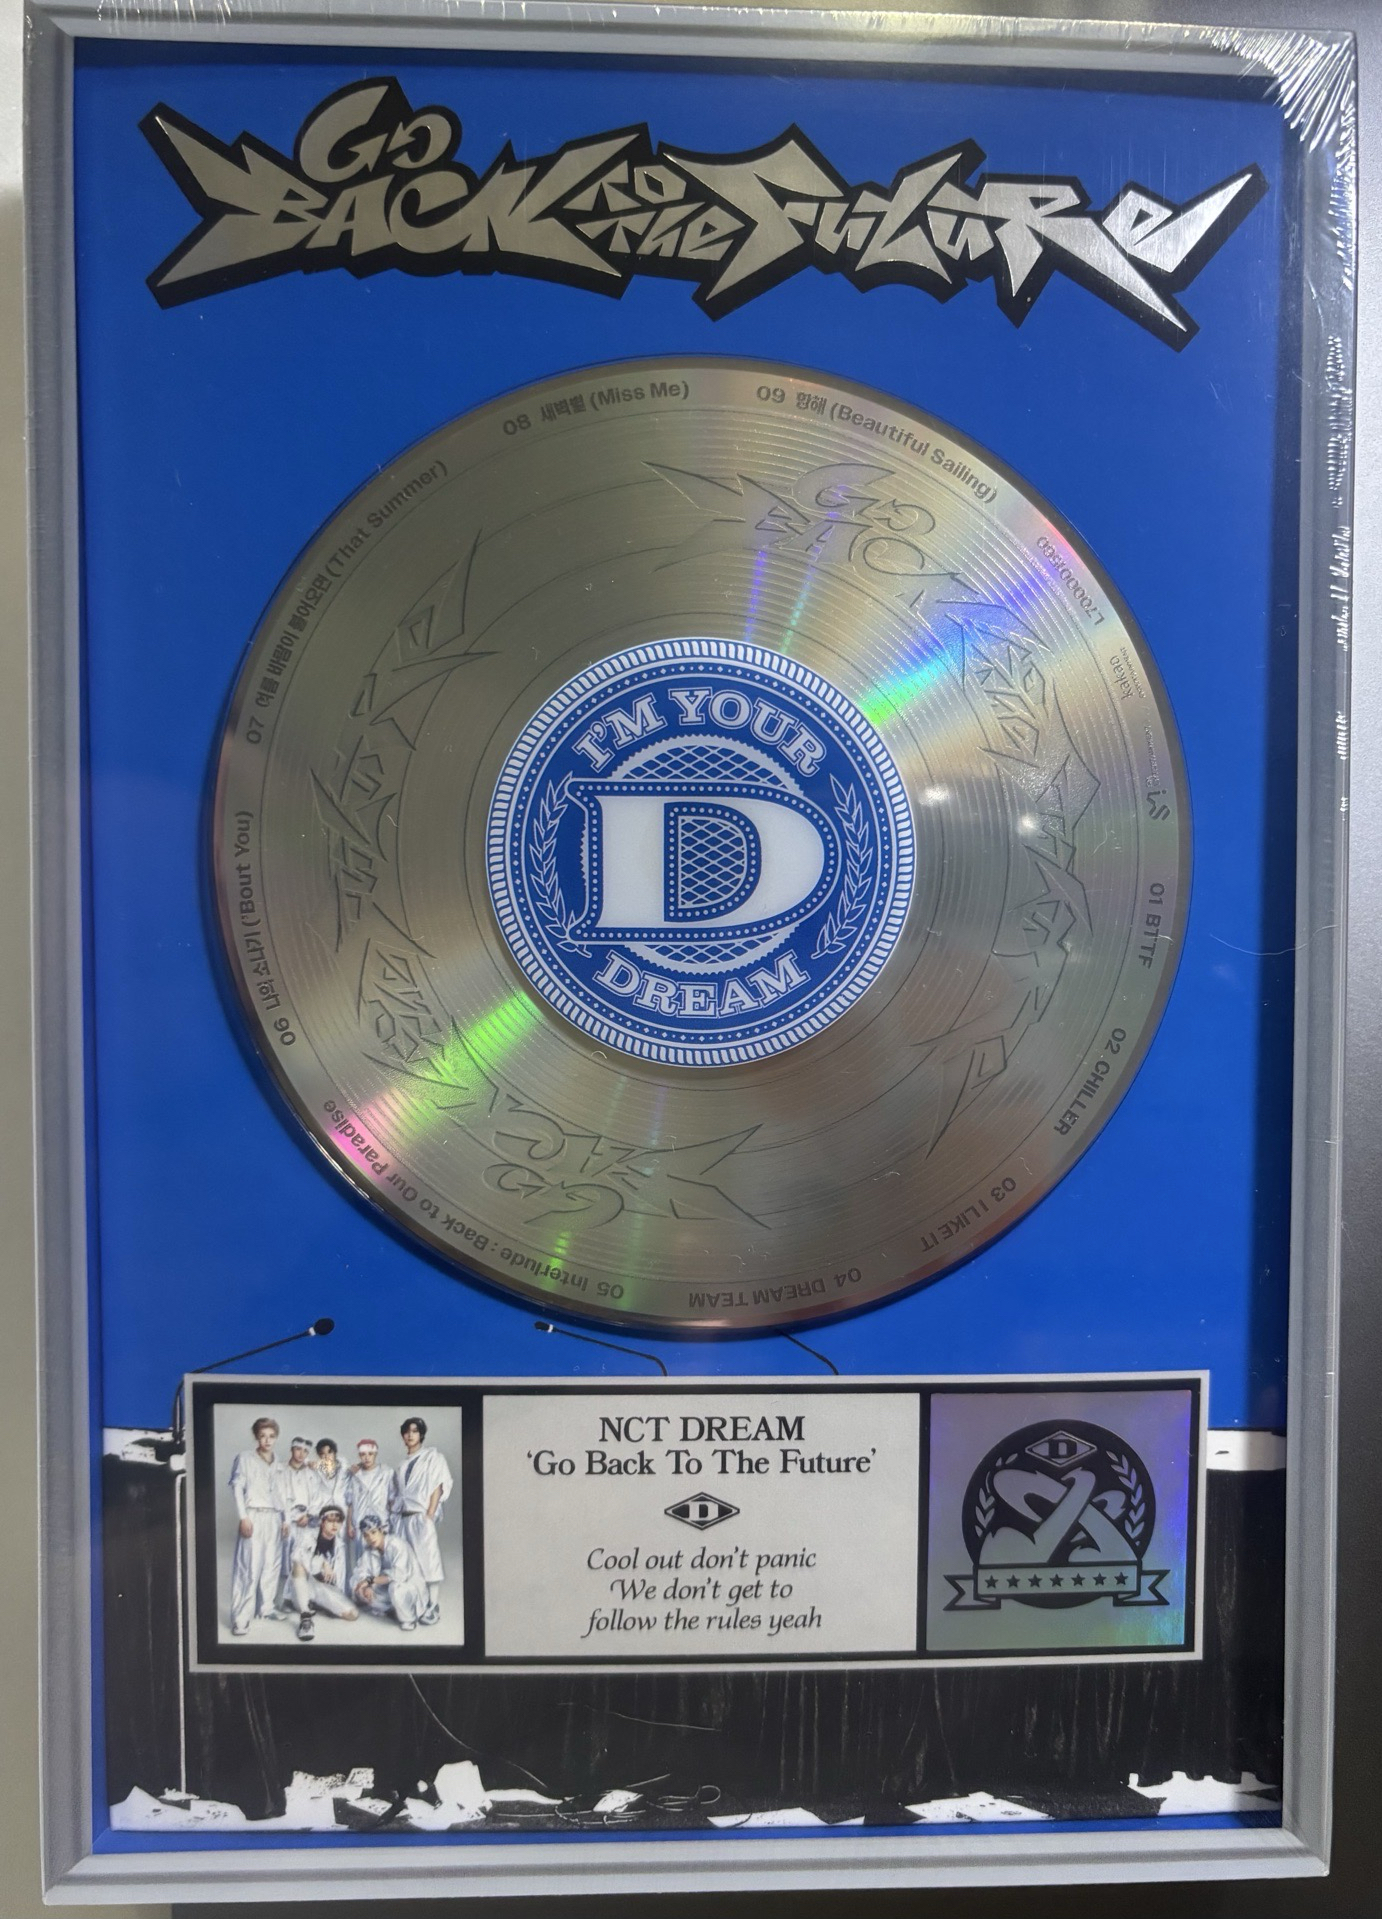 Go
BACK TO THE FuTuRe
08 새벽별 (Miss Me)
09 항해 (Beautiful Sailing)
L700001580
kakao
01 BTTF
02 CHILLER
03 I LIKE IT
04 DREAM TEAM
05 Interlude : Back to Our Paradise
06 나의 소나기 ('Bout You)
07 여름 바람이 불어오면 (That Summer)
I'M YOUR
D
DREAM
NCT DREAM
'Go Back To The Future'
D
Cool out don't panic
We don't get to
follow the rules yeah
D